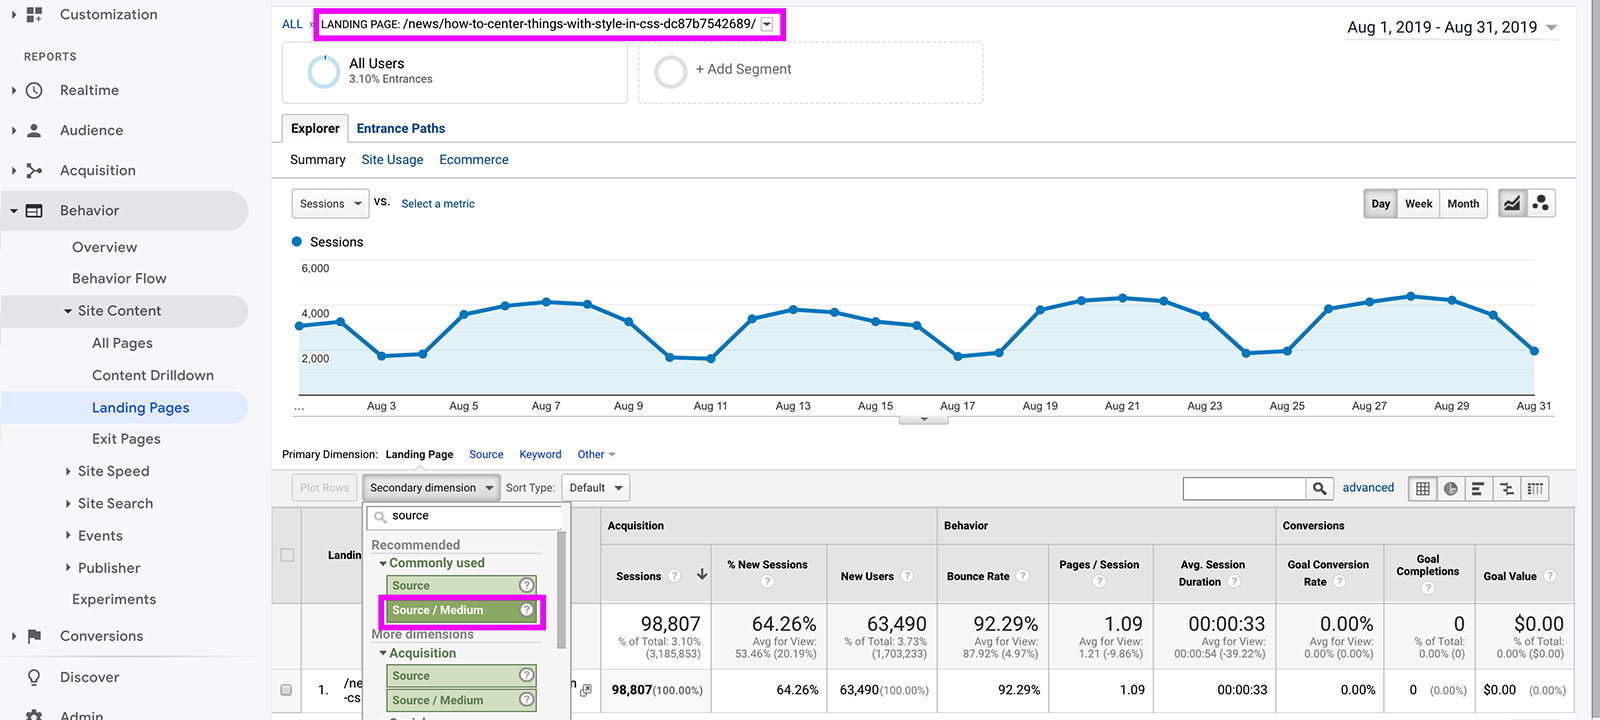 Customization
REPORTS
Realtime
Audience
Acquisition
Behavior
Overview
Behavior Flow
Site Content
All Pages
Content Drilldown
Landing Pages
Exit Pages
Site Speed
Site Search
Events
Publisher
Experiments
Conversions
Discover
Admin
ALL » LANDING PAGE: /news/how-to-center-things-with-style-in-css-dc87b7542689/
Aug 1, 2019 - Aug 31, 2019
All Users
3.10% Entrances
+ Add Segment
Explorer Entrance Paths
Summary Site Usage Ecommerce
Sessions vs. Select a metric
Day Week Month
Sessions
6,000
4,000
2,000
... Aug 3 Aug 5 Aug 7 Aug 9 Aug 11 Aug 13 Aug 15 Aug 17 Aug 19 Aug 21 Aug 23 Aug 25 Aug 27 Aug 29 Aug 31
Primary Dimension: Landing Page Source Keyword Other
Plot Rows Secondary dimension Sort Type: Default advanced
source
Recommended
Commonly used
Source ?
Source / Medium ?
More dimensions
Acquisition
Source ?
Source / Medium ?
Landin
Acquisition Behavior Conversions
Sessions ? % New Sessions ? New Users ? Bounce Rate ? Pages / Session ? Avg. Session Duration ? Goal Conversion Rate ? Goal Completions ? Goal Value ?
98,807 64.26% 63,490 92.29% 1.09 00:00:33 0.00% 0 $0.00
% of Total: 3.10% Avg for View: % of Total: 3.73% Avg for View: Avg for View: Avg for View: Avg for View: % of Total: % of Total:
(3,185,853) 53.46% (20.19%) (1,703,233) 87.92% (4.97%) 1.21 (-9.86%) 00:00:54 (-39.22%) 0.00% (0.00%) 0.00% (0) 0.00% ($0.00)
1. /ne n
-cs
98,807(100.00%) 64.26% 63,490(100.00%) 92.29% 1.09 00:00:33 0.00% 0 (0.00%) $0.00 (0.00%)